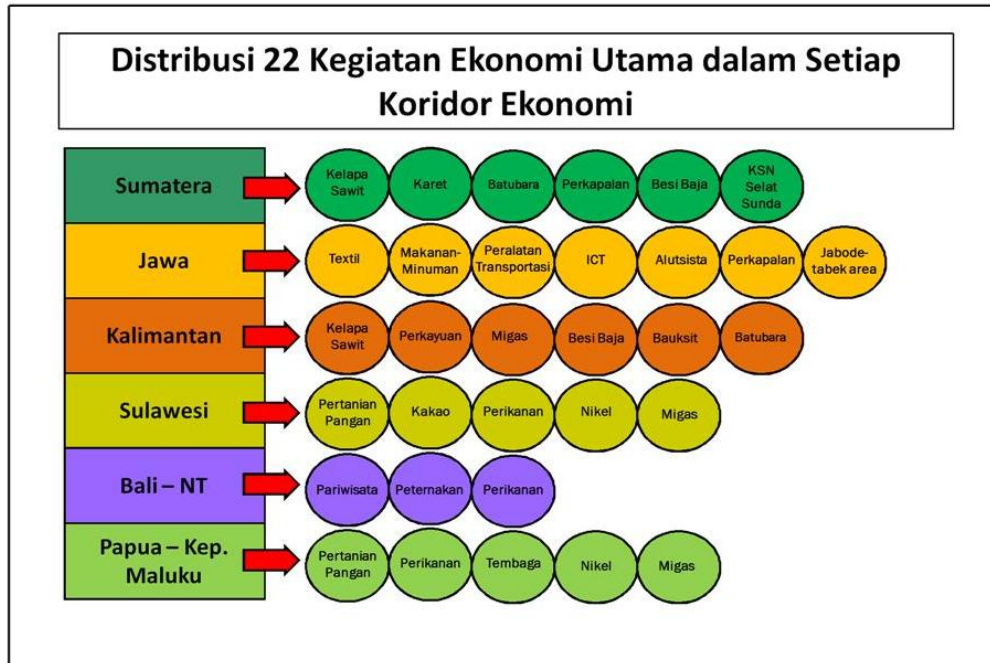 Distribusi 22 Kegiatan Ekonomi Utama dalam Setiap
Koridor Ekonomi
Sumatera
Kelapa
Sawit
Karet
Batubara
Perkapalan
Besi Baja
KSN
Selat
Sunda
Jawa
Textil
Makanan-
Minuman
Peralatan
Transportasi
ICT
Alutsista
Perkapalan
Jabode-
tabek area
Kalimantan
Kelapa
Sawit
Perkayuan
Migas
Besi Baja
Bauksit
Batubara
Sulawesi
Pertanian
Pangan
Kakao
Perikanan
Nikel
Migas
Bali – NT
Pariwisata
Peternakan
Perikanan
Papua – Kep.
Maluku
Pertanian
Pangan
Perikanan
Tembaga
Nikel
Migas